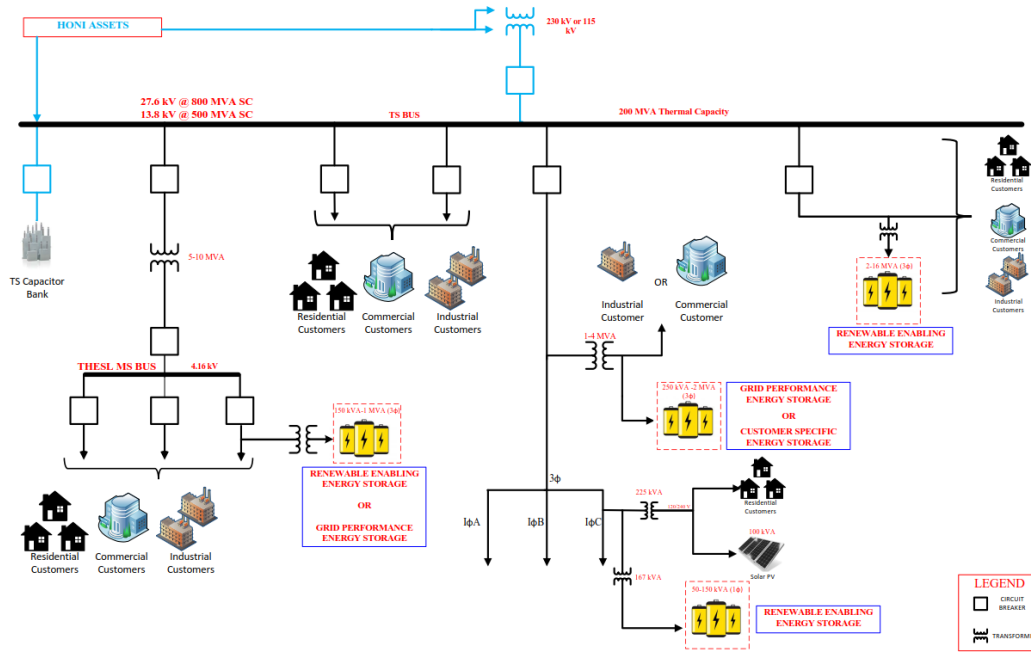 HONI ASSETS
230 kV or 115
kV
27.6 kV @ 800 MVA SC
13.8 kV @ 500 MVA SC
TS BUS
200 MVA Thermal Capacity
Residential
Customers
Commercial
Customers
Industrial
Customers
TS Capacitor
Bank
5-10 MVA
Residential
Customers
Commercial
Customers
Industrial
Customers
Industrial
Customer
OR
Commercial
Customer
2-16 MVA (3ϕ)
RENEWABLE ENABLING
ENERGY STORAGE
1-4 MVA
THESL MS BUS
4.16 kV
250 kVA -2 MVA
(3ϕ)
GRID PERFORMANCE
ENERGY STORAGE
OR
CUSTOMER SPECIFIC
ENERGY STORAGE
150 kVA-1 MVA (3ϕ)
RENEWABLE ENABLING
ENERGY STORAGE
OR
GRID PERFORMANCE
ENERGY STORAGE
Residential
Customers
Commercial
Customers
Industrial
Customers
3ϕ
IϕA
IϕB
IϕC
225 kVA
120/240 V
Residential
Customers
100 kVA
Solar PV
167 kVA
50-150 kVA (1ϕ)
RENEWABLE ENABLING
ENERGY STORAGE
LEGEND
CIRCUIT
BREAKER
TRANSFORME